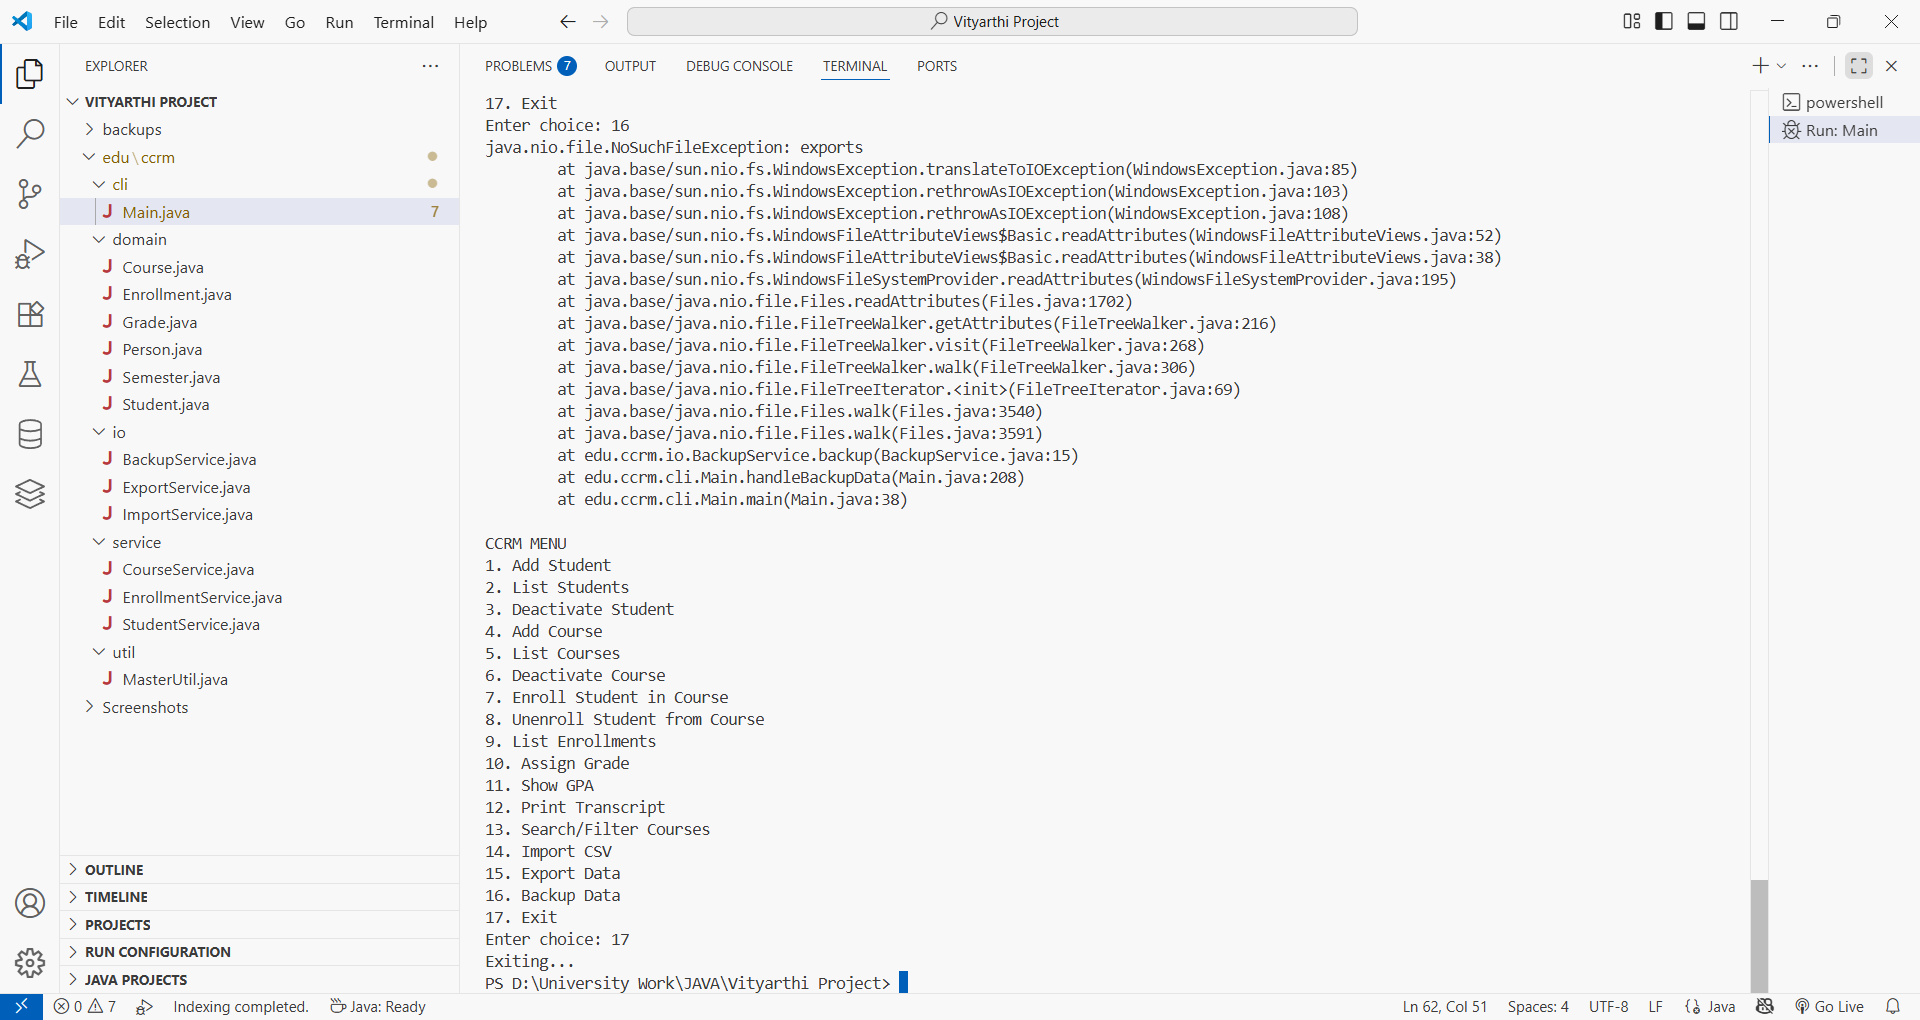 File Edit Selection View Go Run Terminal Help
Vityarthi Project
EXPLORER
VITYARTHI PROJECT
backups
edu\ccrm
cli
Main.java 7
domain
Course.java
Enrollment.java
Grade.java
Person.java
Semester.java
Student.java
io
BackupService.java
ExportService.java
ImportService.java
service
CourseService.java
EnrollmentService.java
StudentService.java
util
MasterUtil.java
Screenshots
OUTLINE
TIMELINE
PROJECTS
RUN CONFIGURATION
JAVA PROJECTS
PROBLEMS 7 OUTPUT DEBUG CONSOLE TERMINAL PORTS
17. Exit
Enter choice: 16
java.nio.file.NoSuchFileException: exports
at java.base/sun.nio.fs.WindowsException.translateToIOException(WindowsException.java:85)
at java.base/sun.nio.fs.WindowsException.rethrowAsIOException(WindowsException.java:103)
at java.base/sun.nio.fs.WindowsException.rethrowAsIOException(WindowsException.java:108)
at java.base/sun.nio.fs.WindowsFileAttributeViews$Basic.readAttributes(WindowsFileAttributeViews.java:52)
at java.base/sun.nio.fs.WindowsFileAttributeViews$Basic.readAttributes(WindowsFileAttributeViews.java:38)
at java.base/sun.nio.fs.WindowsFileSystemProvider.readAttributes(WindowsFileSystemProvider.java:195)
at java.base/java.nio.file.Files.readAttributes(Files.java:1702)
at java.base/java.nio.file.FileTreeWalker.getAttributes(FileTreeWalker.java:216)
at java.base/java.nio.file.FileTreeWalker.visit(FileTreeWalker.java:268)
at java.base/java.nio.file.FileTreeWalker.walk(FileTreeWalker.java:306)
at java.base/java.nio.file.FileTreeIterator.<init>(FileTreeIterator.java:69)
at java.base/java.nio.file.Files.walk(Files.java:3540)
at java.base/java.nio.file.Files.walk(Files.java:3591)
at edu.ccrm.io.BackupService.backup(BackupService.java:15)
at edu.ccrm.cli.Main.handleBackupData(Main.java:208)
at edu.ccrm.cli.Main.main(Main.java:38)
CCRM MENU
1. Add Student
2. List Students
3. Deactivate Student
4. Add Course
5. List Courses
6. Deactivate Course
7. Enroll Student in Course
8. Unenroll Student from Course
9. List Enrollments
10. Assign Grade
11. Show GPA
12. Print Transcript
13. Search/Filter Courses
14. Import CSV
15. Export Data
16. Backup Data
17. Exit
Enter choice: 17
Exiting...
PS D:\University Work\JAVA\Vityarthi Project>
powershell
Run: Main
0 7 Indexing completed. Java: Ready
Ln 62, Col 51 Spaces: 4 UTF-8 LF Java Go Live